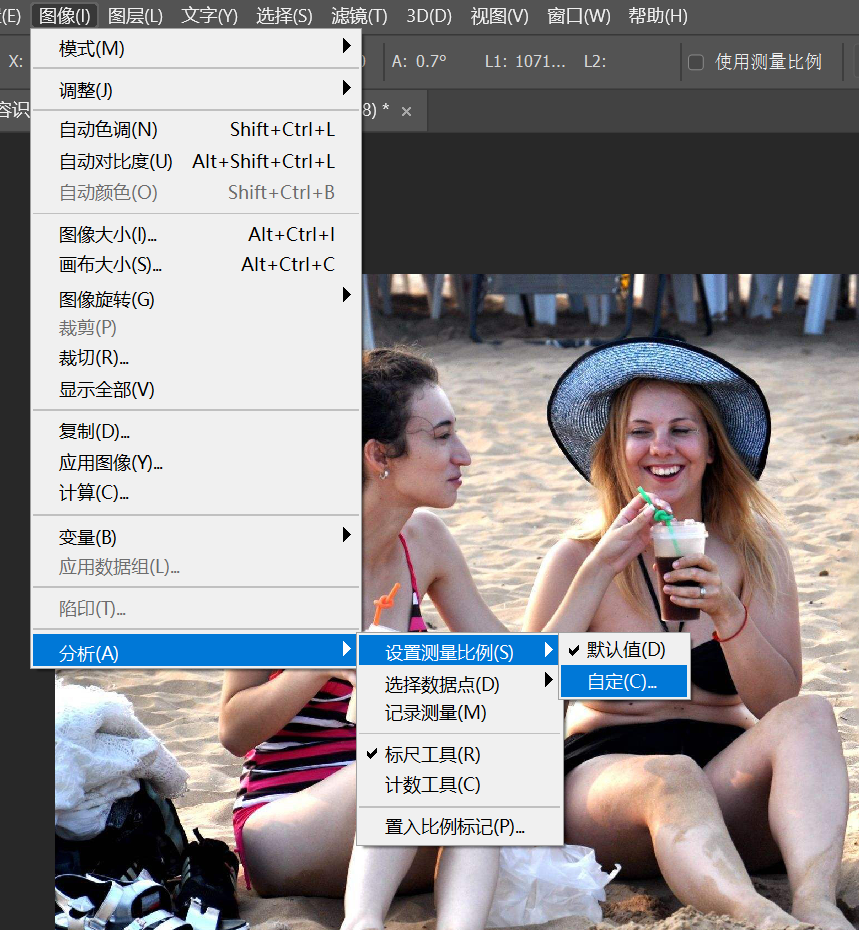 (E) 图像(I) 图层(L) 文字(Y) 选择(S) 滤镜(T) 3D(D) 视图(V) 窗口(W) 帮助(H)
X: A: 0.7° L1: 1071... L2: 使用测量比例
容识 8) * ×
模式(M)
调整(J)
自动色调(N) Shift+Ctrl+L
自动对比度(U) Alt+Shift+Ctrl+L
自动颜色(O) Shift+Ctrl+B
图像大小(I)... Alt+Ctrl+I
画布大小(S)... Alt+Ctrl+C
图像旋转(G)
裁剪(P)
裁切(R)...
显示全部(V)
复制(D)...
应用图像(Y)...
计算(C)...
变量(B)
应用数据组(L)...
陷印(T)...
分析(A)
设置测量比例(S)
选择数据点(D)
记录测量(M)
标尺工具(R)
计数工具(C)
置入比例标记(P)...
默认值(D)
自定(C)...